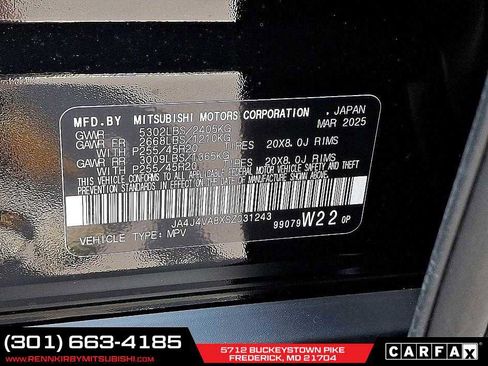 MFD.BY MITSUBISHI MOTORS CORPORATION , JAPAN
GVWR 5302LBS/2405KG MAR 2025
GAWR FR 2668LBS/1210KG
WITH P255/45R20 TIRES 20X8.0J RIMS
GAWR RR 3009LBS/1365KG
WITH P255/45R20 TIRES 20X8.0J RIMS
THIS VEHICLE CONFORMS TO ALL APPLICABLE
FEDERAL MOTOR VEHICLE SAFETY AND THEFT
PREVENTION STANDARDS IN EFFECT ON THE
DATE OF MANUFACTURE SHOWN ABOVE.
JA4J4VA8XSZ031243
VEHICLE TYPE: MPV 99079 W22 0P
(301) 663-4185
WWW.RENNKIRBYMITSUBISHI.COM
5712 BUCKEYSTOWN PIKE
FREDERICK, MD 21704
CARFAX